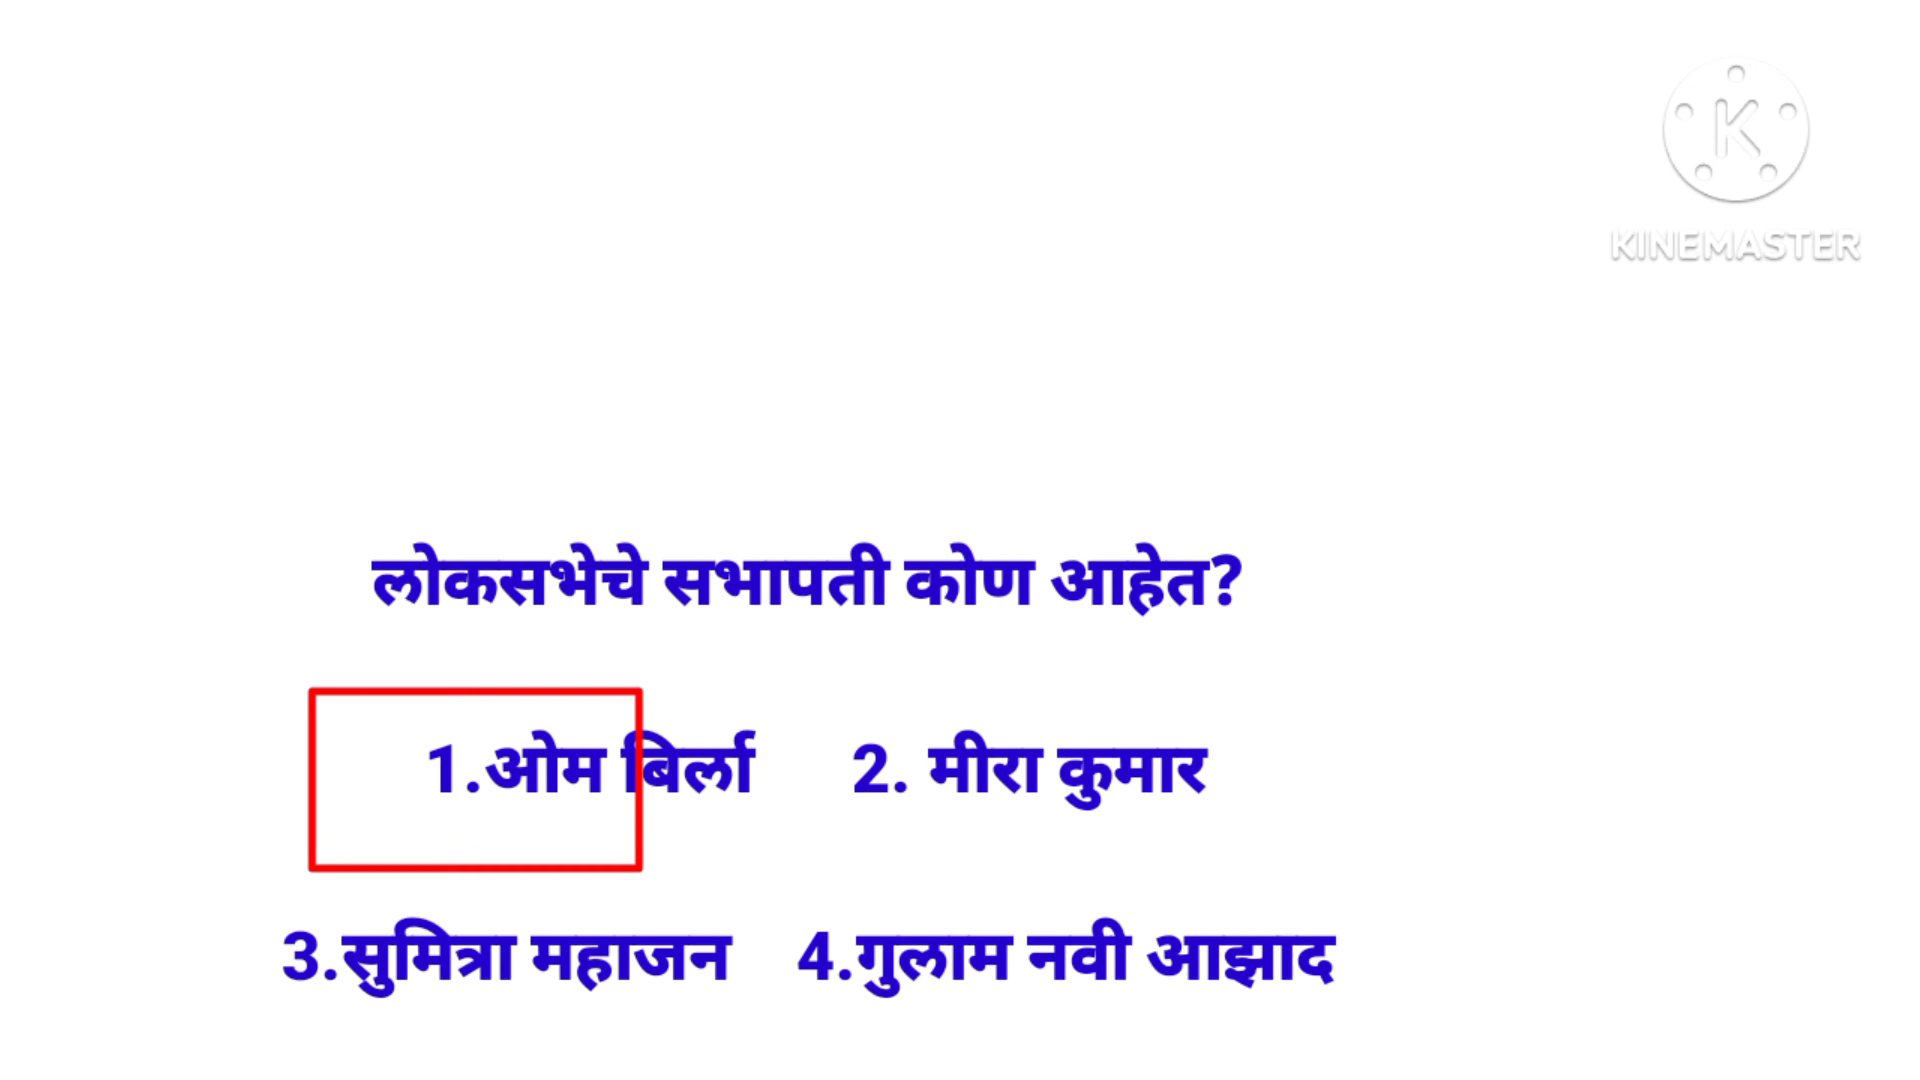 K
KINEMASTER
लोकसभेचे सभापती कोण आहेत?
1.ओम बिर्ला 2. मीरा कुमार
3.सुमित्रा महाजन 4.गुलाम नवी आझाद